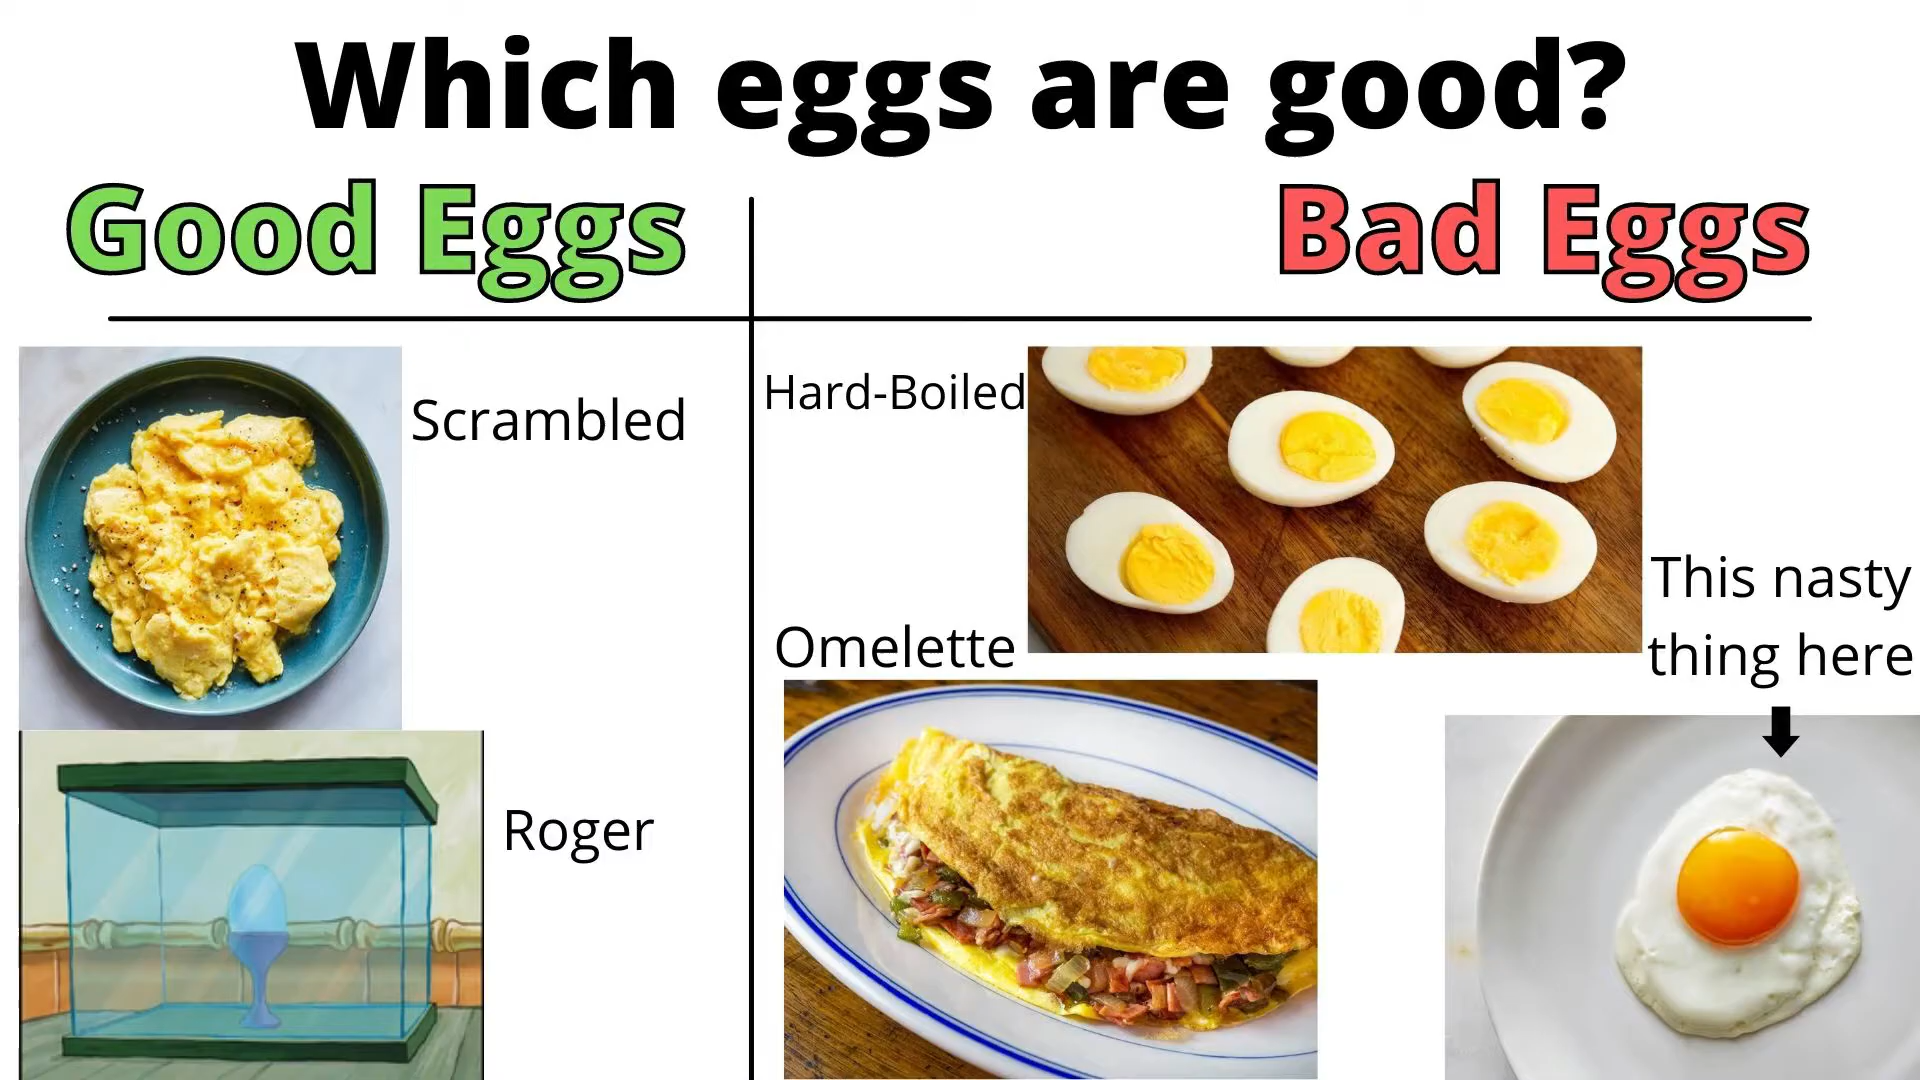 Which eggs are good?
Good Eggs
Bad Eggs
Scrambled
Roger
Hard-Boiled
Omelette
This nasty
thing here